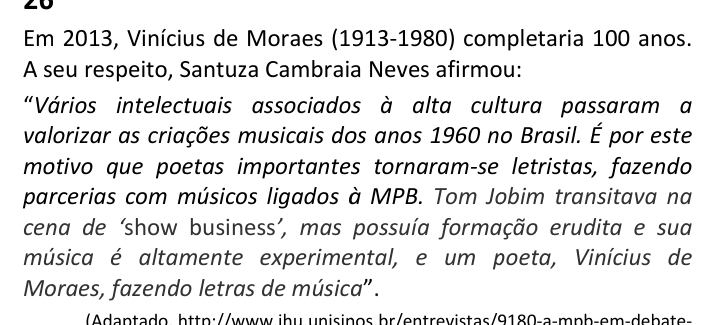 26
Em 2013, Vinícius de Moraes (1913-1980) completaria 100 anos.
A seu respeito, Santuza Cambraia Neves afirmou:
“Vários intelectuais associados à alta cultura passaram a
valorizar as criações musicais dos anos 1960 no Brasil. É por este
motivo que poetas importantes tornaram-se letristas, fazendo
parcerias com músicos ligados à MPB. Tom Jobim transitava na
cena de ‘show business’, mas possuía formação erudita e sua
música é altamente experimental, e um poeta, Vinícius de
Moraes, fazendo letras de música”.
(Adaptado. http://www.ihu.unisinos.br/entrevistas/9180-a-mpb-em-debate-